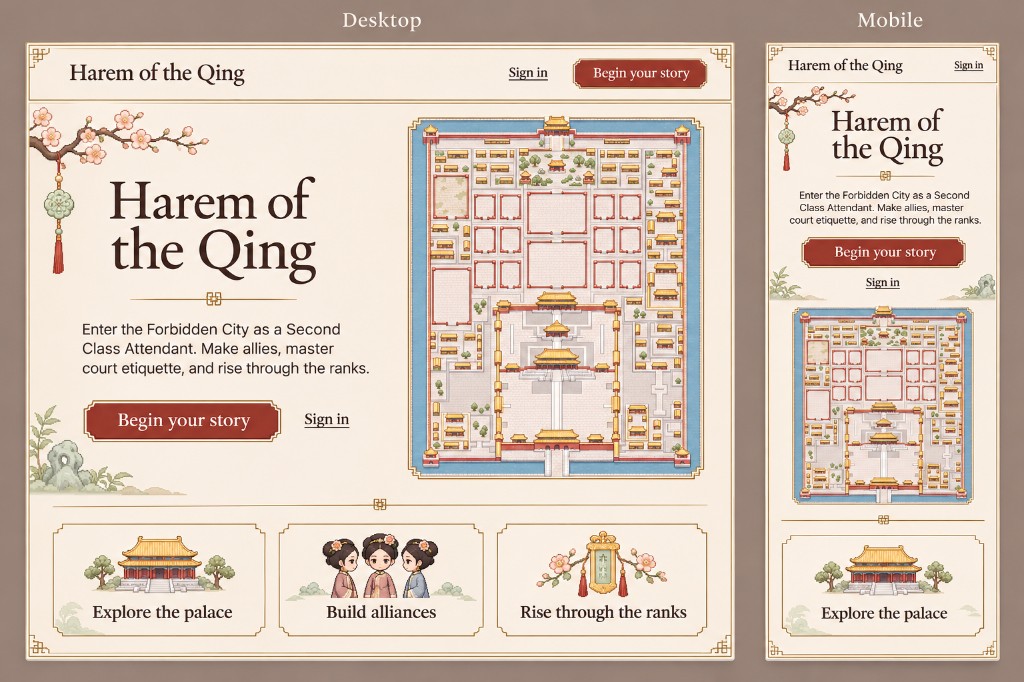 Desktop
Harem of the Qing
Sign in
Begin your story
Harem of
the Qing
Enter the Forbidden City as a Second
Class Attendant. Make allies, master
court etiquette, and rise through the ranks.
Begin your story
Sign in
Explore the palace
Build alliances
Rise through the ranks
Mobile
Harem of the Qing
Sign in
Harem of
the Qing
Enter the Forbidden City as a Second
Class Attendant. Make allies, master
court etiquette, and rise through the ranks.
Begin your story
Sign in
Explore the palace